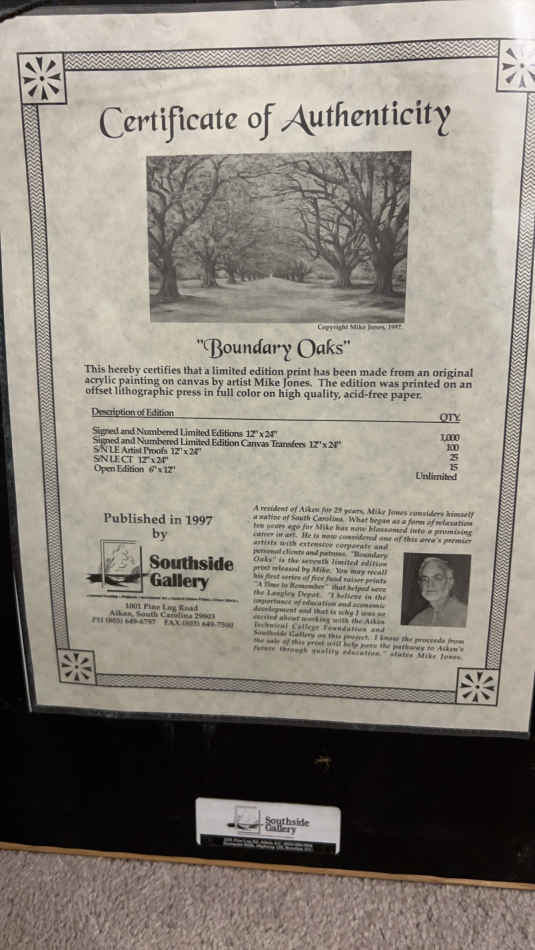 Certificate of Authenticity
Copyright Mike Jones, 1997.
"Boundary Oaks"
This hereby certifies that a limited edition print has been made from an original
acrylic painting on canvas by artist Mike Jones. The edition was printed on an
offset lithographic press in full color on high quality, acid-free paper.
Description of Edition QTY.
Signed and Numbered Limited Editions 12" x 24" 1,000
Signed and Numbered Limited Edition Canvas Transfers 12" x 24" 100
S/N LE Artist Proofs 12" x 24" 25
S/N LE CT 12" x 24" 15
Open Edition 6" x 12" Unlimited
Published in 1997
by
Southside
Gallery
1001 Pine Log Road
Aiken, South Carolina 29803
PH (803) 649-6797 FAX (803) 649-7500
A resident of Aiken for 29 years, Mike Jones considers himself
a native of South Carolina. What began as a form of relaxation
ten years ago for Mike has now blossomed into a promising
career in art. He is now considered one of this area's premier
artists with extensive corporate and
personal clients and patrons. "Boundary
Oaks" is the seventh limited edition
print released by Mike. You may recall
his first series of five fund raiser prints
"A Time to Remember" that helped save
the Langley Depot. "I believe in the
importance of education and economic
development and that is why I was so
excited about working with the Aiken
Technical College Foundation and
Southside Gallery on this project. I know the proceeds from
the sale of this print will help pave the pathway to Aiken's
future through quality education," states Mike Jones.
Southside
Gallery